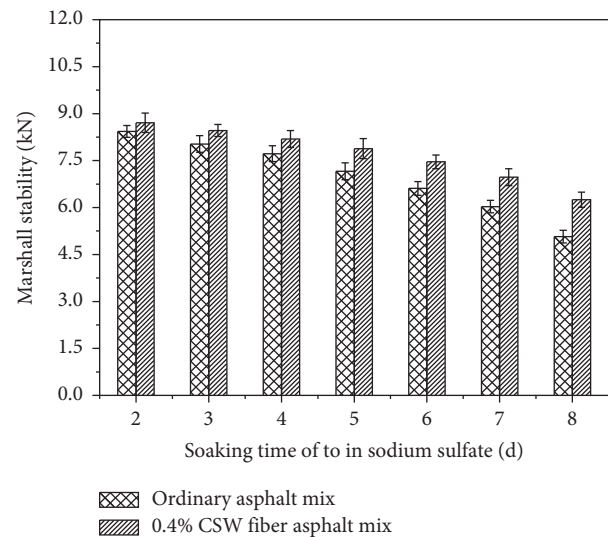 12.0
10.5
9.0
7.5
6.0
4.5
3.0
1.5
0.0
Marshall stability (kN)
2 3 4 5 6 7 8
Soaking time of to in sodium sulfate (d)
Ordinary asphalt mix
0.4% CSW fiber asphalt mix